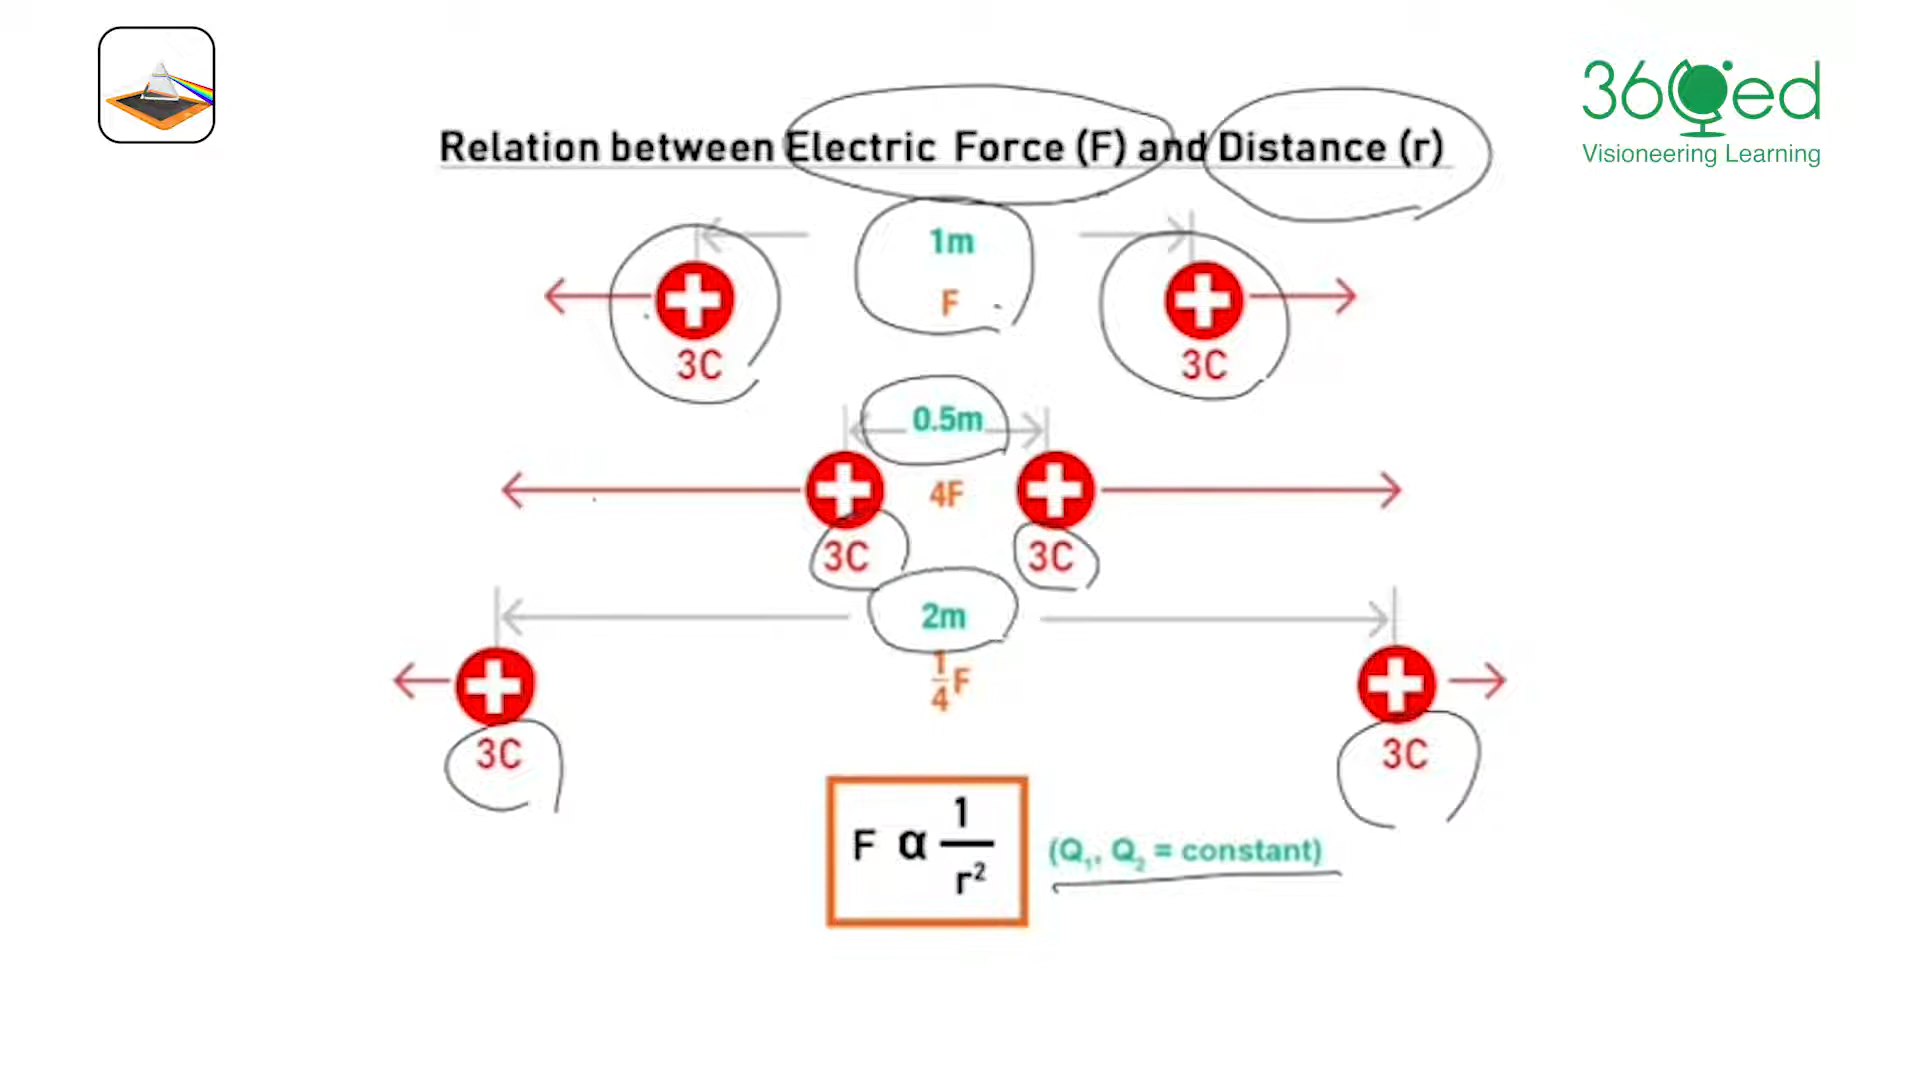 360ed
Visioneering Learning
Relation between Electric Force (F) and Distance (r)
1m
F
3C 3C
0.5m
4F
3C 3C
2m
1/4 F
3C 3C
F α 1/r²
(Q₁, Q₂ = constant)